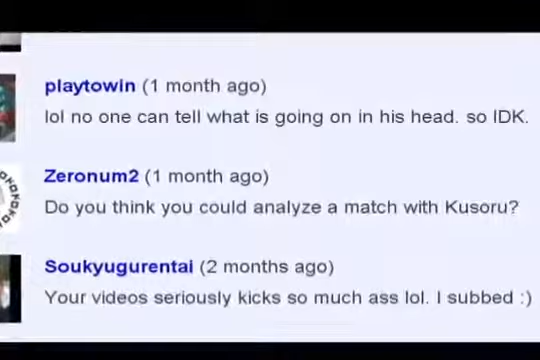 playtowin (1 month ago)
lol no one can tell what is going on in his head. so IDK.
Zeronum2 (1 month ago)
Do you think you could analyze a match with Kusoru?
Soukyugurentai (2 months ago)
Your videos seriously kicks so much ass lol. I subbed :)